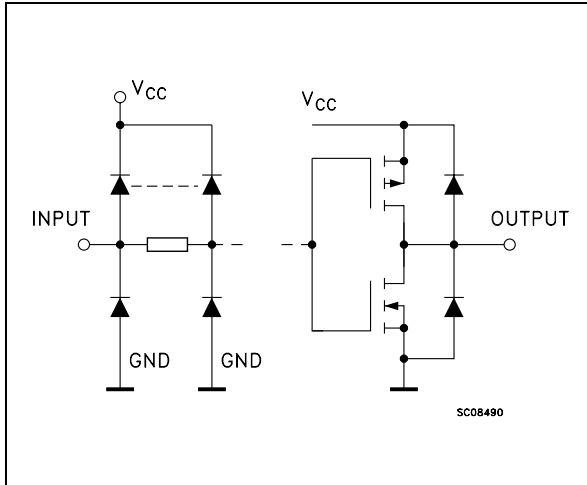 VCC
VCC
INPUT
OUTPUT
GND
GND
SC08490